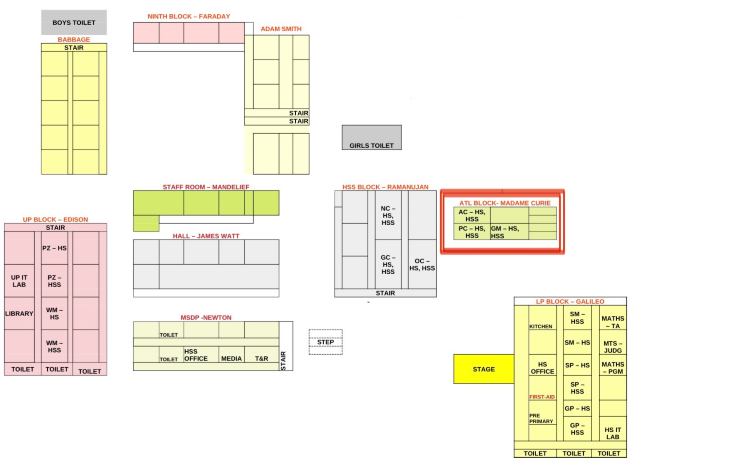 BOYS TOILET
NINTH BLOCK – FARADAY
ADAM SMITH
BABBAGE
STAIR
STAIR
STAIR
GIRLS TOILET
STAFF ROOM – MANDELIEF
HSS BLOCK – RAMANUJAN
NC –
HS,
HSS
GC –
HS,
HSS
OC –
HS, HSS
STAIR
ATL BLOCK- MADAME CURIE
AC – HS,
HSS
PC – HS,
HSS
GM – HS,
HSS
UP BLOCK – EDISON
STAIR
PZ – HS
UP IT
LAB
PZ –
HSS
LIBRARY
WM –
HS
WM –
HSS
TOILET
TOILET
TOILET
HALL – JAMES WATT
MSDP -NEWTON
TOILET
TOILET
HSS
OFFICE
MEDIA
T&R
STAIR
STEP
LP BLOCK – GALILEO
STAGE
KITCHEN
SM –
HSS
MATHS
– TA
SM – HS
MTS –
JUDG
HS
OFFICE
SP – HS
MATHS
– PGM
SP –
HSS
FIRST-AID
PRE
PRIMARY
GP – HS
GP –
HSS
HS IT
LAB
TOILET
TOILET
TOILET